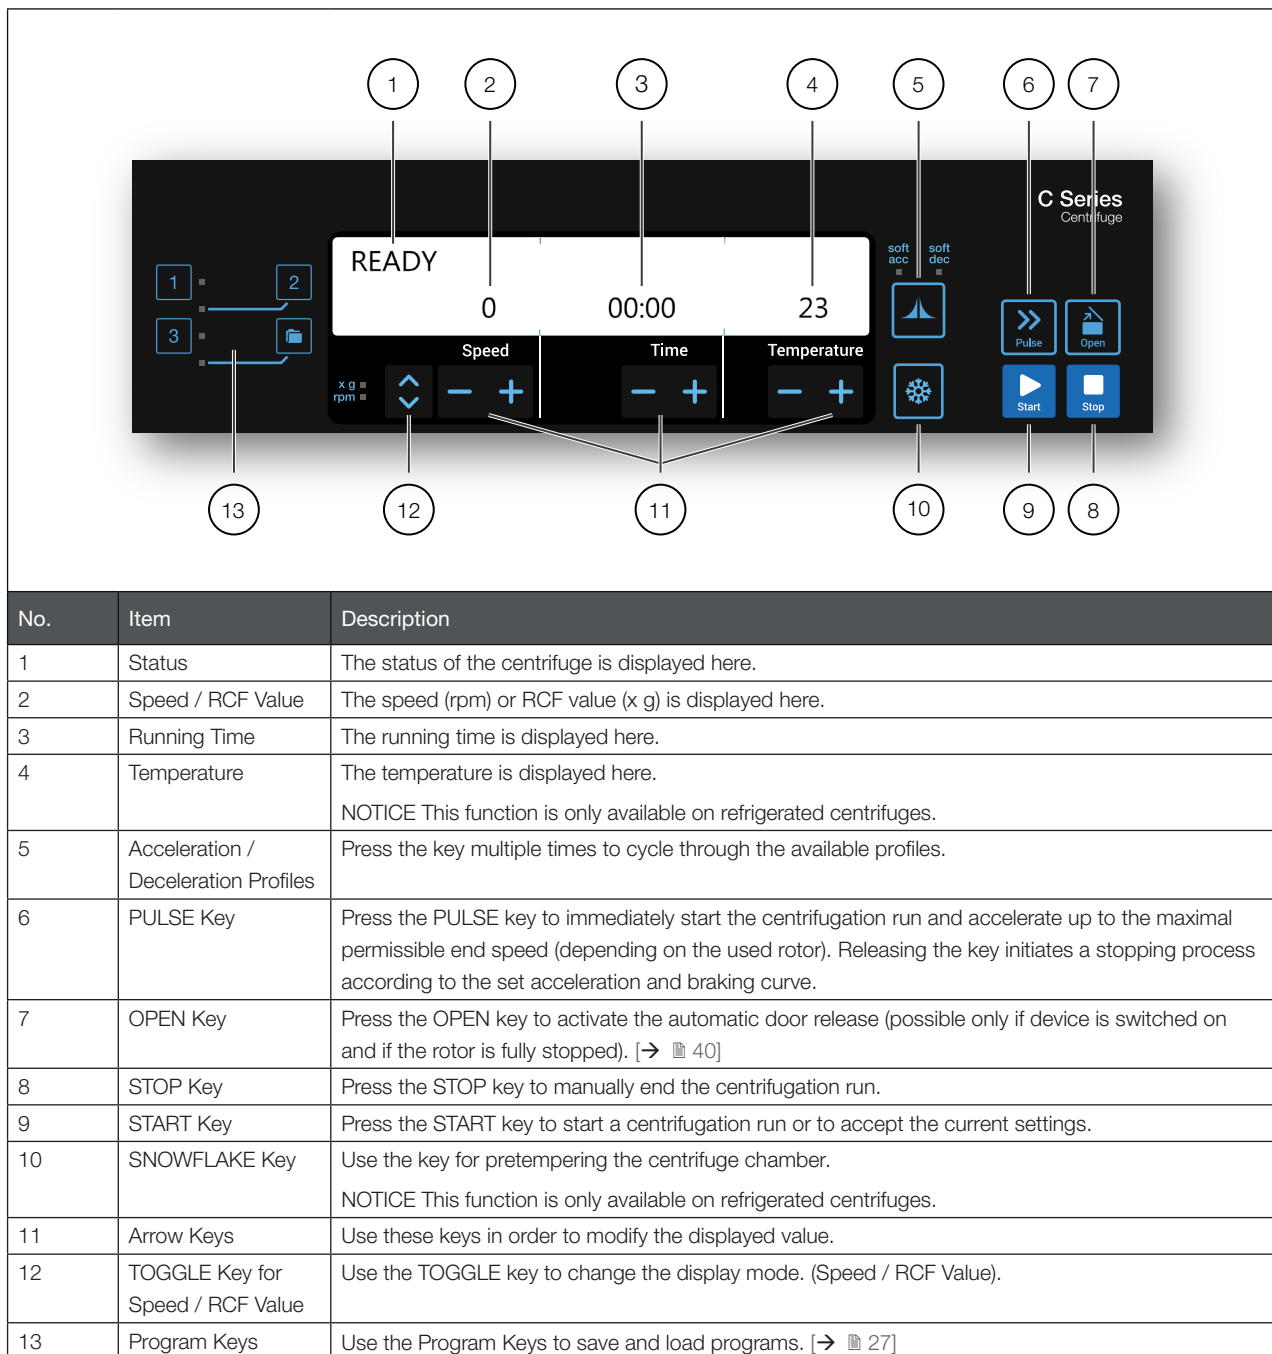 1 2 3 4 5 6 7
C Series
Centrifuge
soft acc
soft dec
READY
0 00:00 23
1 2
3
Pulse Open
Speed Time Temperature
x g
rpm
− + − + − +
Start Stop
13 12 11 10 9 8
No. Item Description
1 Status The status of the centrifuge is displayed here.
2 Speed / RCF Value The speed (rpm) or RCF value (x g) is displayed here.
3 Running Time The running time is displayed here.
4 Temperature The temperature is displayed here.
NOTICE This function is only available on refrigerated centrifuges.
5 Acceleration / Press the key multiple times to cycle through the available profiles.
Deceleration Profiles
6 PULSE Key Press the PULSE key to immediately start the centrifugation run and accelerate up to the maximal
permissible end speed (depending on the used rotor). Releasing the key initiates a stopping process
according to the set acceleration and braking curve.
7 OPEN Key Press the OPEN key to activate the automatic door release (possible only if device is switched on
and if the rotor is fully stopped). [→ 40]
8 STOP Key Press the STOP key to manually end the centrifugation run.
9 START Key Press the START key to start a centrifugation run or to accept the current settings.
10 SNOWFLAKE Key Use the key for pretempering the centrifuge chamber.
NOTICE This function is only available on refrigerated centrifuges.
11 Arrow Keys Use these keys in order to modify the displayed value.
12 TOGGLE Key for Use the TOGGLE key to change the display mode. (Speed / RCF Value).
Speed / RCF Value
13 Program Keys Use the Program Keys to save and load programs. [→ 27]